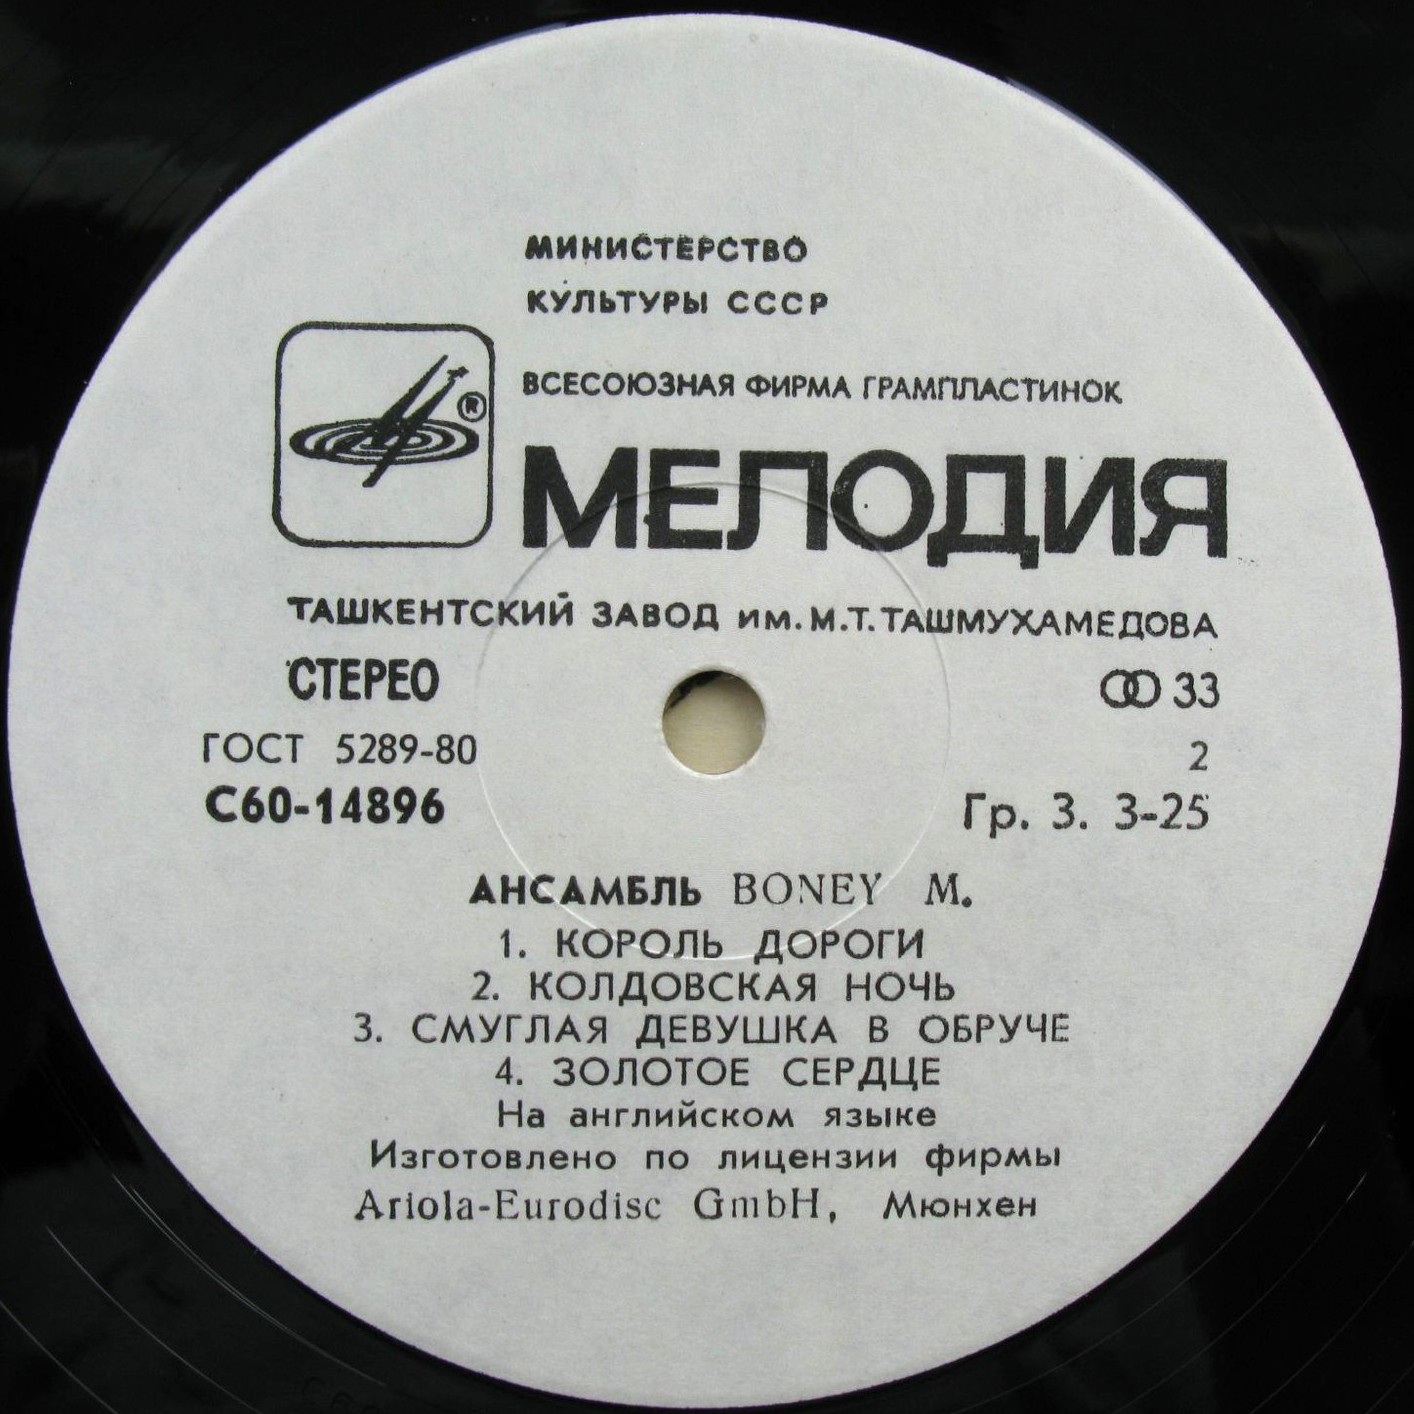 МИНИСТЕРСТВО
КУЛЬТУРЫ СССР
ВСЕСОЮЗНАЯ ФИРМА ГРАМПЛАСТИНОК
®
МЕЛОДИЯ
ТАШКЕНТСКИЙ ЗАВОД им. М.Т. ТАШМУХАМЕДОВА
СТЕРЕО 33
ГОСТ 5289-80 2
С60-14896 Гр. 3. 3-25
АНСАМБЛЬ BONEY M.
1. КОРОЛЬ ДОРОГИ
2. КОЛДОВСКАЯ НОЧЬ
3. СМУГЛАЯ ДЕВУШКА В ОБРУЧЕ
4. ЗОЛОТОЕ СЕРДЦЕ
На английском языке
Изготовлено по лицензии фирмы
Ariola-Eurodisc GmbH, Мюнхен